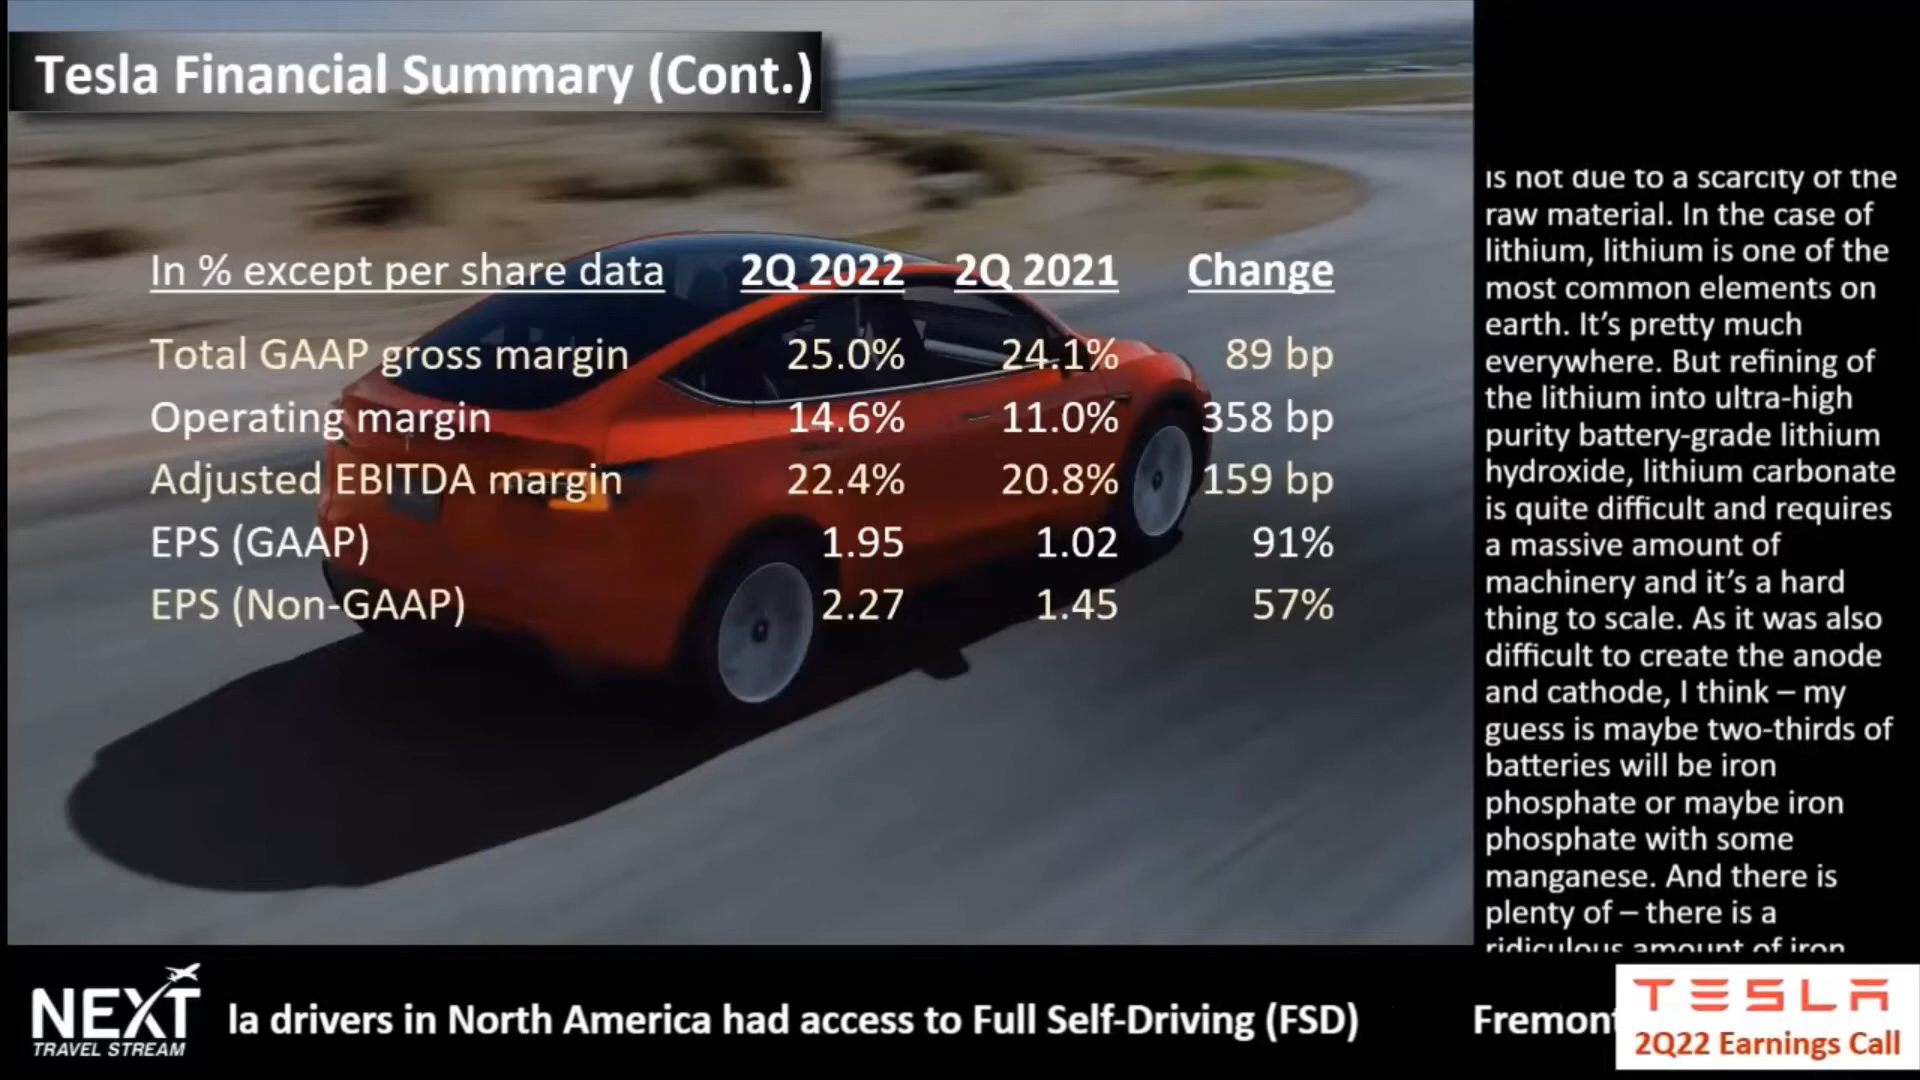 Tesla Financial Summary (Cont.)
In % except per share data 2Q 2022 2Q 2021 Change
Total GAAP gross margin 25.0% 24.1% 89 bp
Operating margin 14.6% 11.0% 358 bp
Adjusted EBITDA margin 22.4% 20.8% 159 bp
EPS (GAAP) 1.95 1.02 91%
EPS (Non-GAAP) 2.27 1.45 57%
is not due to a scarcity of the
raw material. In the case of
lithium, lithium is one of the
most common elements on
earth. It’s pretty much
everywhere. But refining of
the lithium into ultra-high
purity battery-grade lithium
hydroxide, lithium carbonate
is quite difficult and requires
a massive amount of
machinery and it’s a hard
thing to scale. As it was also
difficult to create the anode
and cathode, I think – my
guess is maybe two-thirds of
batteries will be iron
phosphate or maybe iron
phosphate with some
manganese. And there is
plenty of – there is a
ridiculous amount of iron
NEXT
TRAVEL STREAM
la drivers in North America had access to Full Self-Driving (FSD) Fremont
TESLA
2Q22 Earnings Call